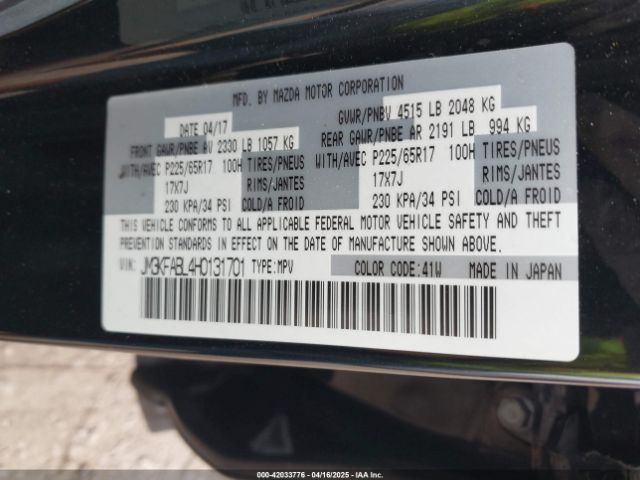 MFD. BY MAZDA MOTOR CORPORATION
DATE 04/17 GVWR/PNBV 4515 LB 2048 KG
FRONT GAWR/PNBE AV 2330 LB 1057 KG REAR GAWR/PNBE AR 2191 LB 994 KG
WITH/AVEC P225/65R17 100H TIRES/PNEUS WITH/AVEC P225/65R17 100H TIRES/PNEUS
17X7J RIMS/JANTES 17X7J RIMS/JANTES
230 KPA/34 PSI COLD/A FROID 230 KPA/34 PSI COLD/A FROID
THIS VEHICLE CONFORMS TO ALL APPLICABLE FEDERAL MOTOR VEHICLE SAFETY AND THEFT
PREVENTION STANDARDS IN EFFECT ON THE DATE OF MANUFACTURE SHOWN ABOVE.
VIN: JM3KFABL4H0131701 TYPE:MPV COLOR CODE:41W MADE IN JAPAN
000-42033776 - 04/16/2025 - IAA Inc.